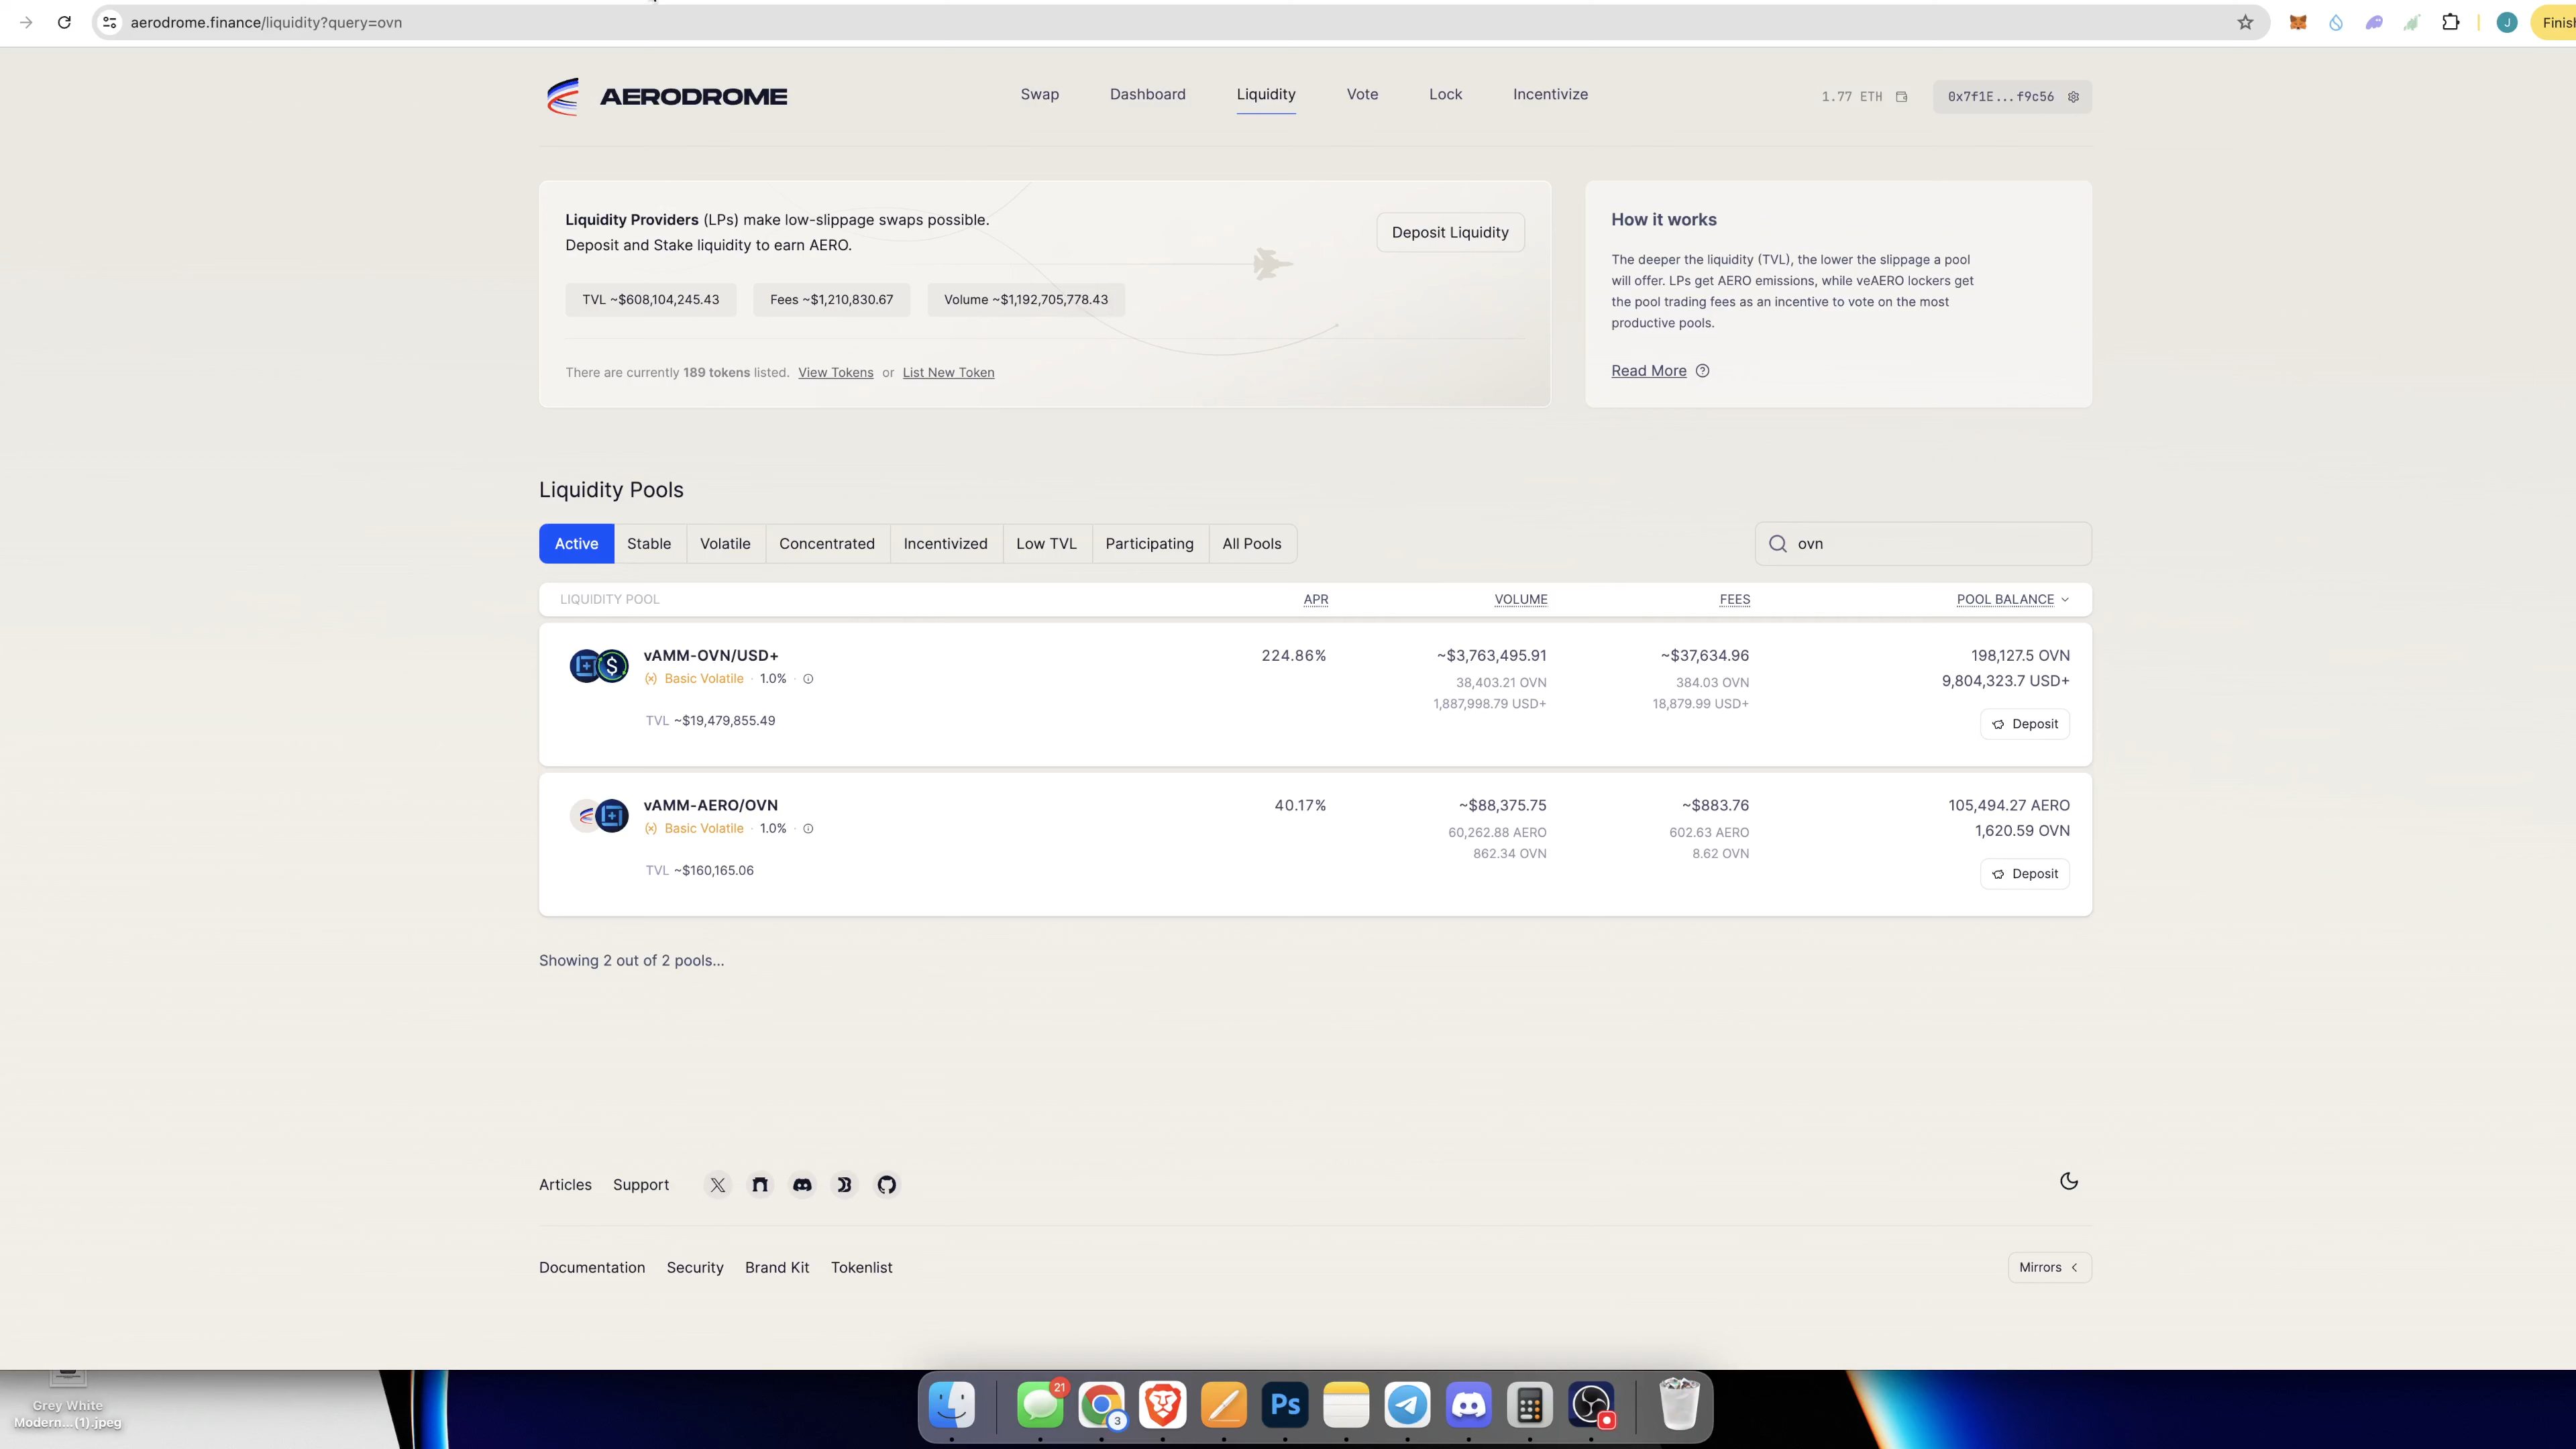 aerodrome.finance/liquidity?query=ovn
J
Finish
AERODROME
Swap
Dashboard
Liquidity
Vote
Lock
Incentivize
1.77 ETH
0x7f1E...f9c56
Liquidity Providers (LPs) make low-slippage swaps possible.
Deposit and Stake liquidity to earn AERO.
Deposit Liquidity
TVL ~$608,104,245.43
Fees ~$1,210,830.67
Volume ~$1,192,705,778.43
There are currently 189 tokens listed. View Tokens or List New Token
How it works
The deeper the liquidity (TVL), the lower the slippage a pool
will offer. LPs get AERO emissions, while veAERO lockers get
the pool trading fees as an incentive to vote on the most
productive pools.
Read More
Liquidity Pools
Active
Stable
Volatile
Concentrated
Incentivized
Low TVL
Participating
All Pools
ovn
LIQUIDITY POOL
APR
VOLUME
FEES
POOL BALANCE
vAMM-OVN/USD+
Basic Volatile · 1.0% ·
TVL ~$19,479,855.49
224.86%
~$3,763,495.91
38,403.21 OVN
1,887,998.79 USD+
~$37,634.96
384.03 OVN
18,879.99 USD+
198,127.5 OVN
9,804,323.7 USD+
Deposit
vAMM-AERO/OVN
Basic Volatile · 1.0% ·
TVL ~$160,165.06
40.17%
~$88,375.75
60,262.88 AERO
862.34 OVN
~$883.76
602.63 AERO
8.62 OVN
105,494.27 AERO
1,620.59 OVN
Deposit
Showing 2 out of 2 pools...
Articles
Support
Documentation
Security
Brand Kit
Tokenlist
Mirrors
Grey White
Modern...(1).jpeg
21
3
Ps